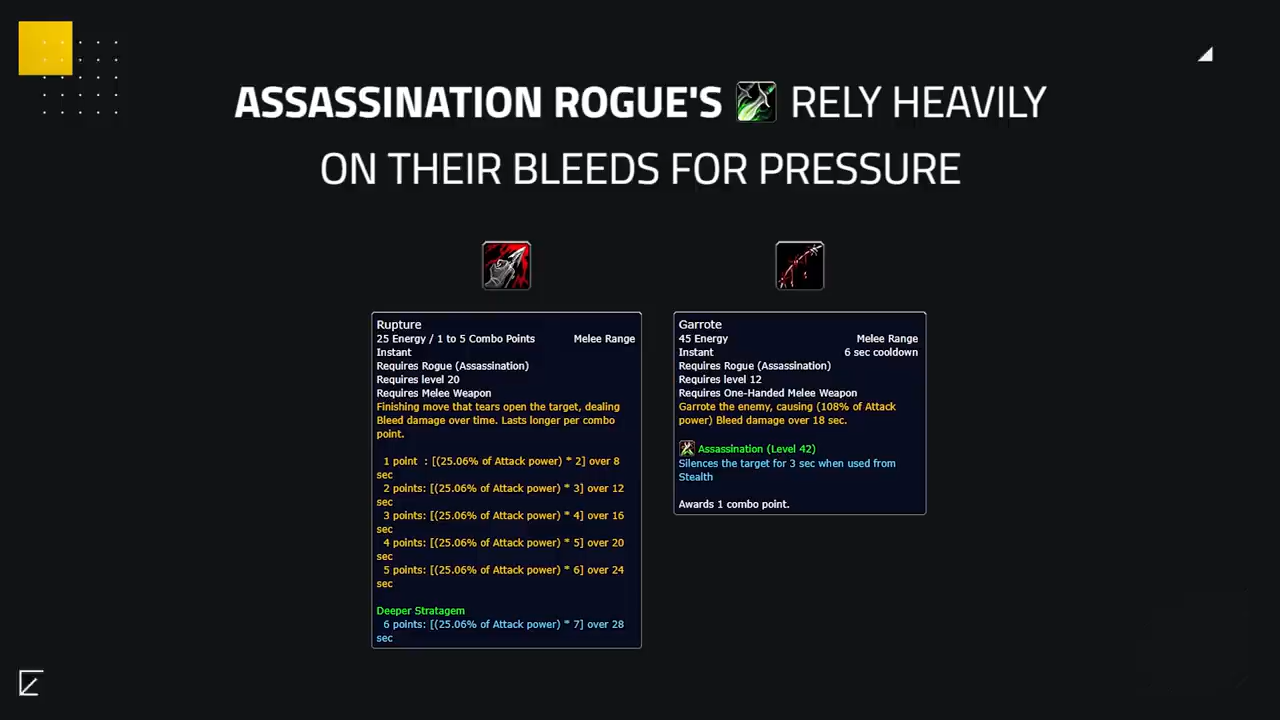 ASSASSINATION ROGUE'S RELY HEAVILY
ON THEIR BLEEDS FOR PRESSURE
Rupture
25 Energy / 1 to 5 Combo Points Melee Range
Instant
Requires Rogue (Assassination)
Requires level 20
Requires Melee Weapon
Finishing move that tears open the target, dealing
Bleed damage over time. Lasts longer per combo
point.
1 point : [(25.06% of Attack power) * 2] over 8
sec
2 points: [(25.06% of Attack power) * 3] over 12
sec
3 points: [(25.06% of Attack power) * 4] over 16
sec
4 points: [(25.06% of Attack power) * 5] over 20
sec
5 points: [(25.06% of Attack power) * 6] over 24
sec
Deeper Stratagem
6 points: [(25.06% of Attack power) * 7] over 28
sec
Garrote
45 Energy Melee Range
Instant 6 sec cooldown
Requires Rogue (Assassination)
Requires level 12
Requires One-Handed Melee Weapon
Garrote the enemy, causing (108% of Attack
power) Bleed damage over 18 sec.
Assassination (Level 42)
Silences the target for 3 sec when used from
Stealth
Awards 1 combo point.